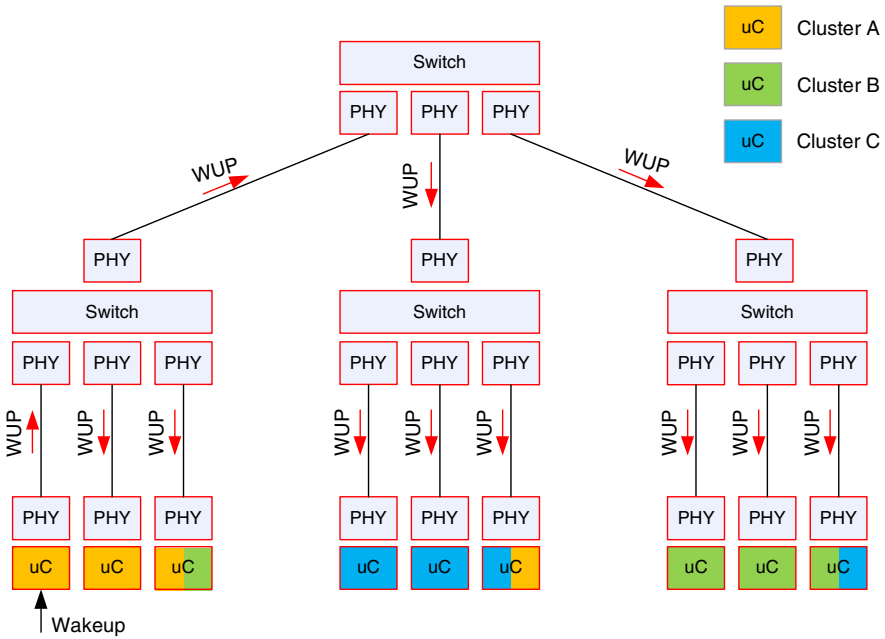 uC Cluster A
Switch
uC Cluster B
PHY PHY PHY
uC Cluster C
WUP WUP WUP
PHY PHY PHY
Switch Switch Switch
PHY PHY PHY PHY PHY PHY PHY PHY PHY
WUP WUP WUP WUP WUP WUP WUP WUP WUP
PHY PHY PHY PHY PHY PHY PHY PHY PHY
uC uC uC uC uC uC uC uC uC
Wakeup